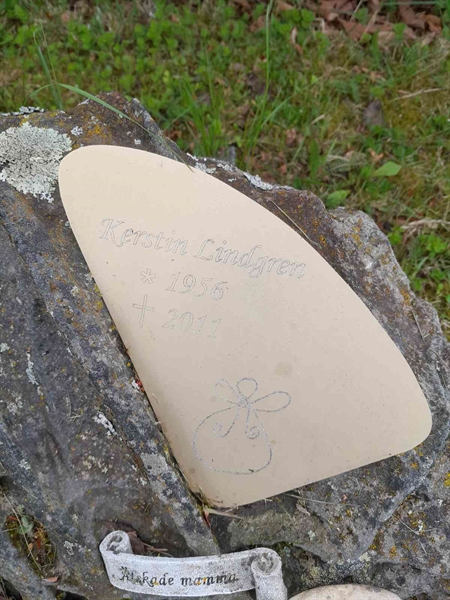 Kerstin Lindgren
* 1956
† 2011
Älskade mamma